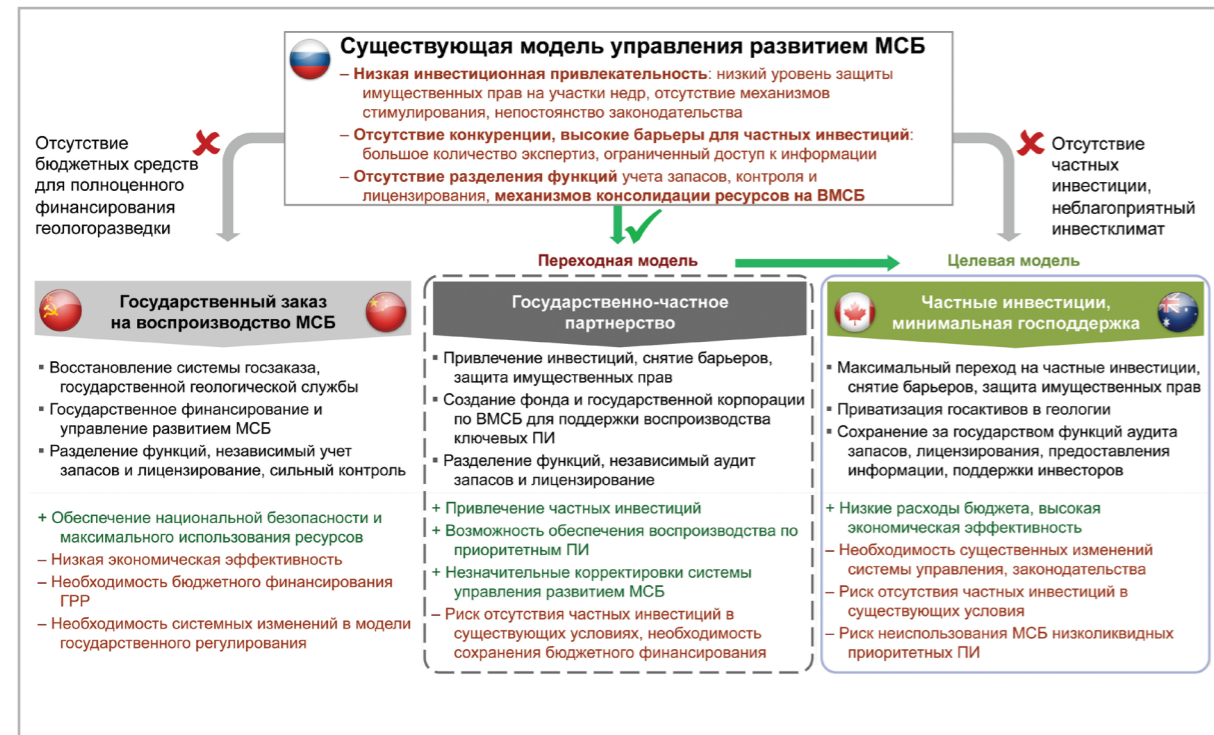 Существующая модель управления развитием МСБ
– Низкая инвестиционная привлекательность: низкий уровень защиты
имущественных прав на участки недр, отсутствие механизмов
стимулирования, непостоянство законодательства
– Отсутствие конкуренции, высокие барьеры для частных инвестиций:
большое количество экспертиз, ограниченный доступ к информации
– Отсутствие разделения функций учета запасов, контроля и
лицензирования, механизмов консолидации ресурсов на ВМСБ
Отсутствие
бюджетных средств
для полноценного
финансирования
геологоразведки
Отсутствие
частных
инвестиции,
неблагоприятный
инвестклимат
Переходная модель
Целевая модель
Государственный заказ
на воспроизводство МСБ
▪ Восстановление системы госзаказа,
государственной геологической службы
▪ Государственное финансирование и
управление развитием МСБ
▪ Разделение функций, независимый учет
запасов и лицензирование, сильный контроль
+ Обеспечение национальной безопасности и
максимального использования ресурсов
– Низкая экономическая эффективность
– Необходимость бюджетного финансирования
ГРР
– Необходимость системных изменений в модели
государственного регулирования
Государственно-частное
партнерство
▪ Привлечение инвестиций, снятие барьеров,
защита имущественных прав
▪ Создание фонда и государственной корпорации
по ВМСБ для поддержки воспроизводства
ключевых ПИ
▪ Разделение функций, независимый аудит
запасов и лицензирование
+ Привлечение частных инвестиций
+ Возможность обеспечения воспроизводства по
приоритетным ПИ
+ Незначительные корректировки системы
управления развитием МСБ
– Риск отсутствия частных инвестиций в
существующих условиях, необходимость
сохранения бюджетного финансирования
Частные инвестиции,
минимальная господдержка
▪ Максимальный переход на частные инвестиции,
снятие барьеров, защита имущественных прав
▪ Приватизация госактивов в геологии
▪ Сохранение за государством функций аудита
запасов, лицензирования, предоставления
информации, поддержки инвесторов
+ Низкие расходы бюджета, высокая
экономическая эффективность
– Необходимость существенных изменений
системы управления, законодательства
– Риск отсутствия частных инвестиций в
существующих условия
– Риск неиспользования МСБ низколиквидных
приоритетных ПИ